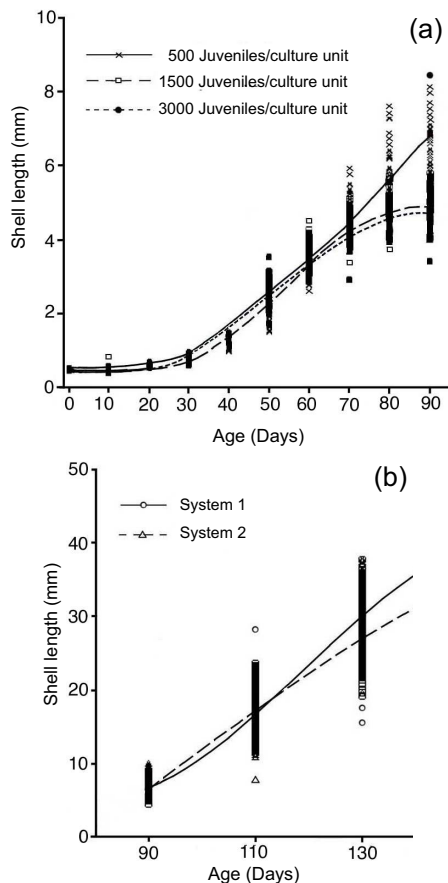 (a)
500 Juveniles/culture unit
1500 Juveniles/culture unit
3000 Juveniles/culture unit
Shell length (mm)
10
8
6
4
2
0
0 10 20 30 40 50 60 70 80 90
Age (Days)
(b)
System 1
System 2
Shell length (mm)
50
40
30
20
10
0
90 110 130
Age (Days)